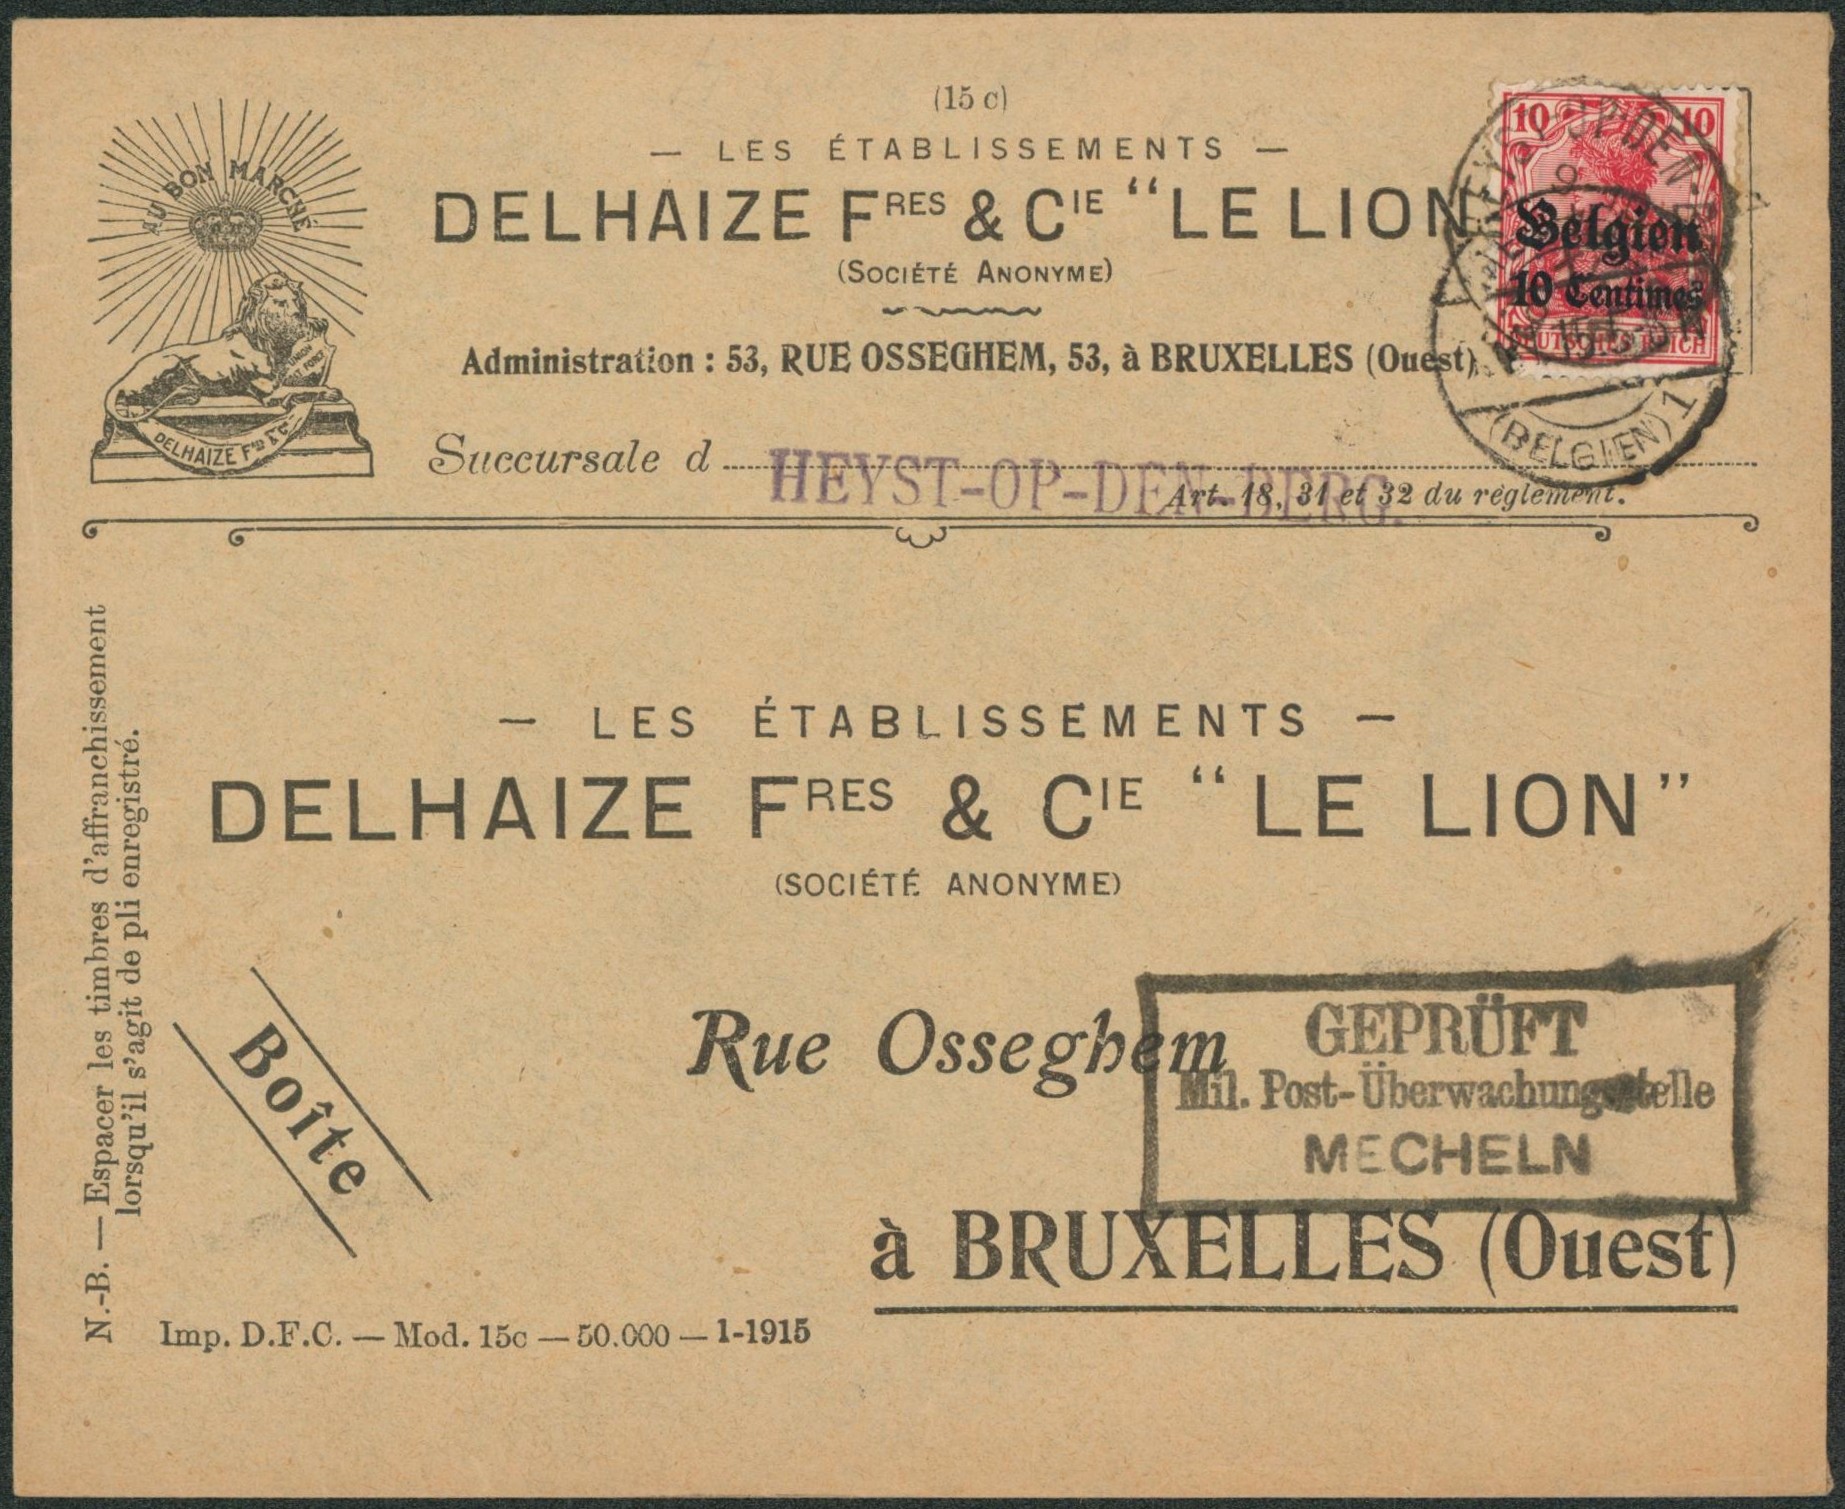 (15 c)
— LES ÉTABLISSEMENTS —
DELHAIZE FRES & CIE “LE LION
(SOCIÉTÉ ANONYME)
Administration : 53, RUE OSSEGHEM, 53, à BRUXELLES (Ouest)
Succursale d
HEYST-OP-DEN-BERG.
Art. 18, 31 et 32 du règlement.
AU BON MARCHÉ
DELHAIZE FRES & Cie
10 10
Belgien
10 Centimes
DEUTSCHES REICH
(BELGIEN) 1
— LES ÉTABLISSEMENTS —
DELHAIZE FRES & CIE “LE LION”
(SOCIÉTÉ ANONYME)
Boîte
Rue Osseghem
à BRUXELLES (Ouest)
GEPRÜFT
Mil. Post-Überwachungsstelle
MECHELN
N.-B. — Espacer les timbres d'affranchissement
lorsqu'il s'agit de pli enregistré.
Imp. D.F.C. — Mod. 15c — 50.000 — 1-1915